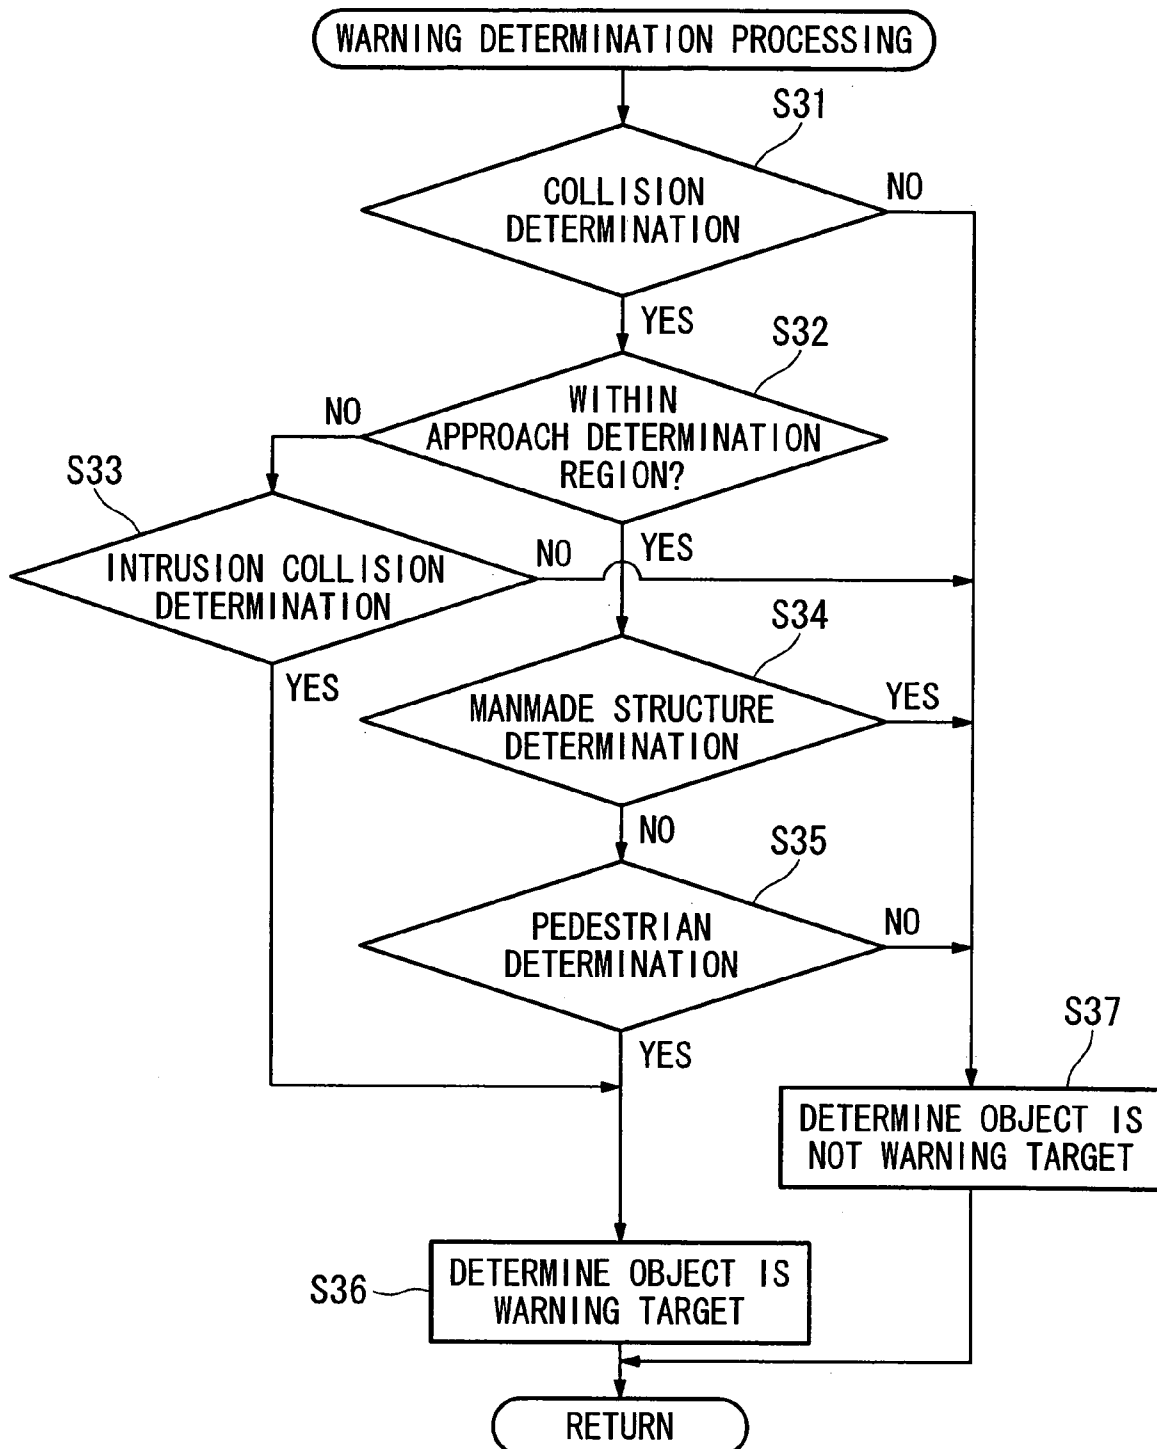 WARNING DETERMINATION PROCESSING
S31
COLLISION
DETERMINATION
NO
YES
S32
WITHIN
APPROACH DETERMINATION
REGION?
NO
YES
S33
INTRUSION COLLISION
DETERMINATION
NO
YES
S34
MANMADE STRUCTURE
DETERMINATION
YES
NO
S35
PEDESTRIAN
DETERMINATION
NO
YES
S37
DETERMINE OBJECT IS
NOT WARNING TARGET
S36
DETERMINE OBJECT IS
WARNING TARGET
RETURN